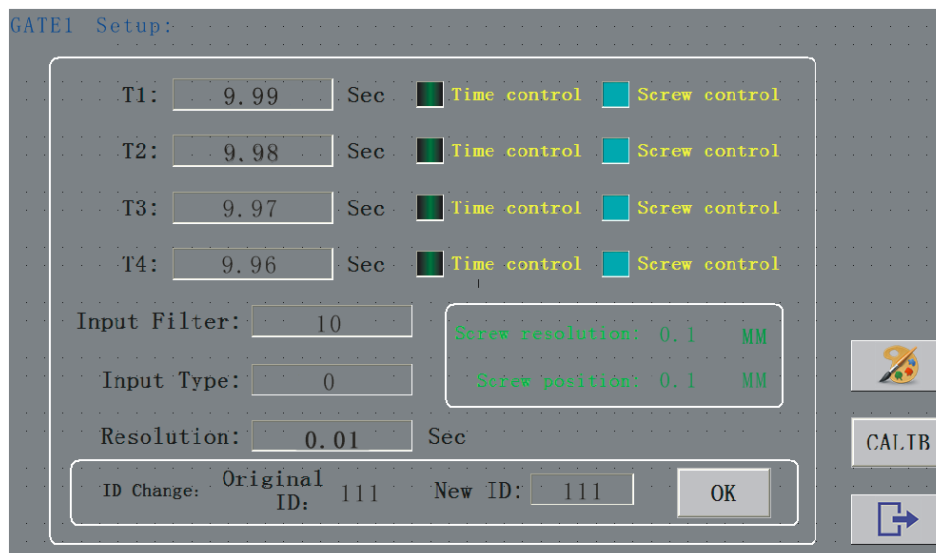 GATE1 Setup:
T1: 9.99 Sec Time control Screw control
T2: 9.98 Sec Time control Screw control
T3: 9.97 Sec Time control Screw control
T4: 9.96 Sec Time control Screw control
Input Filter: 10
Screw resolution: 0.1 MM
Input Type: 0
Screw position: 0.1 MM
Resolution: 0.01 Sec
CALIB
ID Change: Original ID: 111 New ID: 111 OK